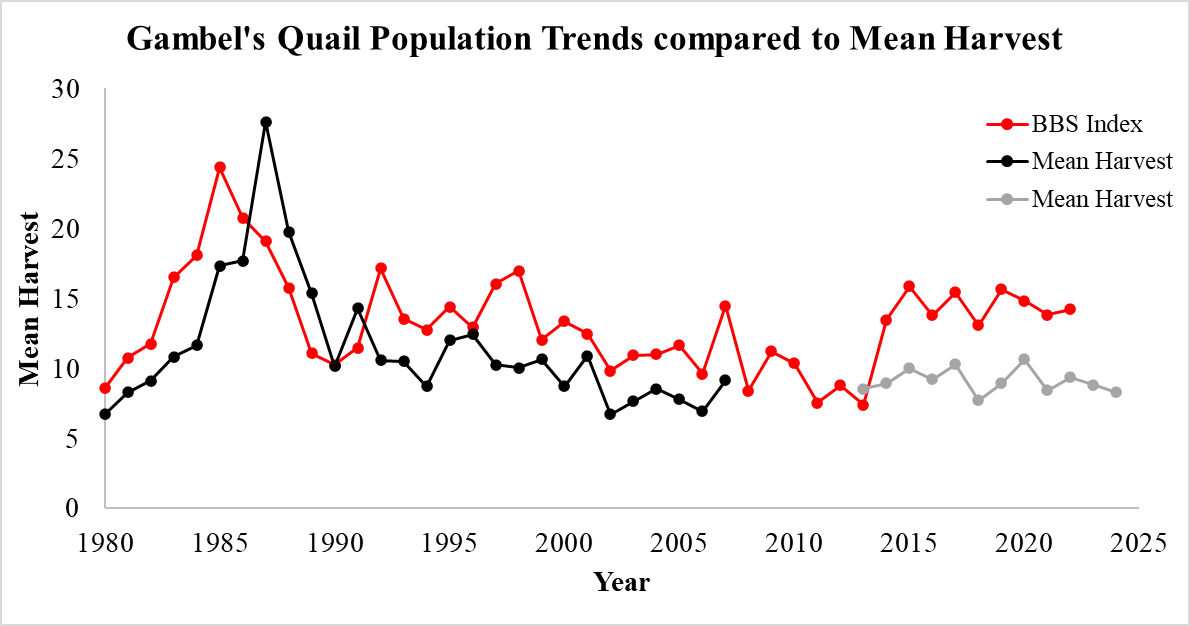 Gambel's Quail Population Trends compared to Mean Harvest
30
25
20
15
10
5
0
Mean Harvest
BBS Index
Mean Harvest
Mean Harvest
1980 1985 1990 1995 2000 2005 2010 2015 2020 2025
Year